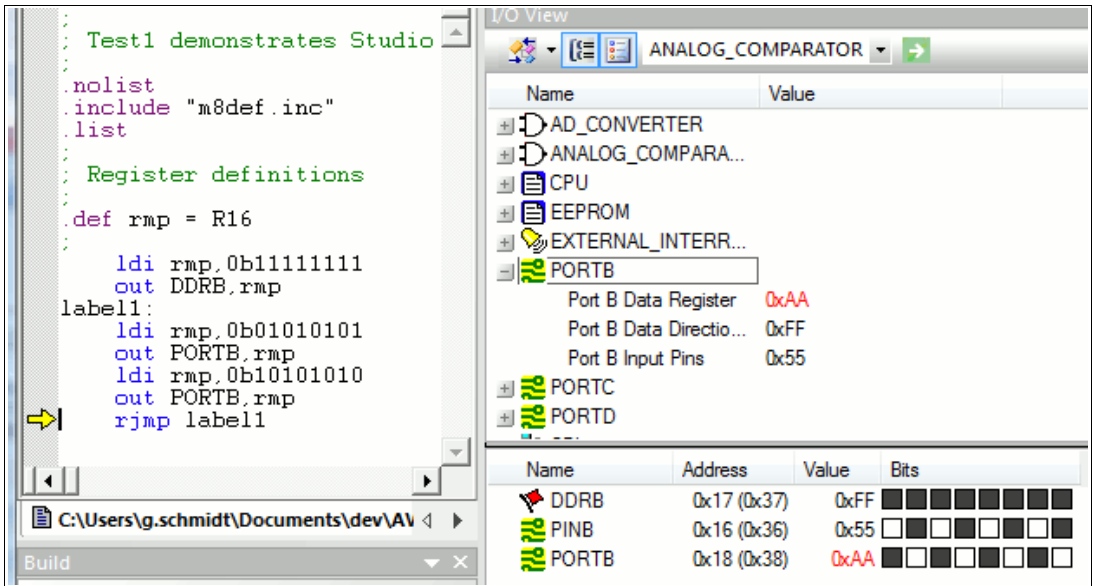 ;
; Test1 demonstrates Studio
;
.nolist
.include "m8def.inc"
.list
;
; Register definitions
;
.def rmp = R16
;
ldi rmp,0b11111111
out DDRB,rmp
label1:
ldi rmp,0b01010101
out PORTB,rmp
ldi rmp,0b10101010
out PORTB,rmp
rjmp label1
C:\Users\g.schmidt\Documents\dev\AV
Build
I/O View
ANALOG_COMPARATOR
Name Value
AD_CONVERTER
ANALOG_COMPARA...
CPU
EEPROM
EXTERNAL_INTERR...
PORTB
Port B Data Register 0xAA
Port B Data Directio... 0xFF
Port B Input Pins 0x55
PORTC
PORTD
Name Address Value Bits
DDRB 0x17 (0x37) 0xFF
PINB 0x16 (0x36) 0x55
PORTB 0x18 (0x38) 0xAA